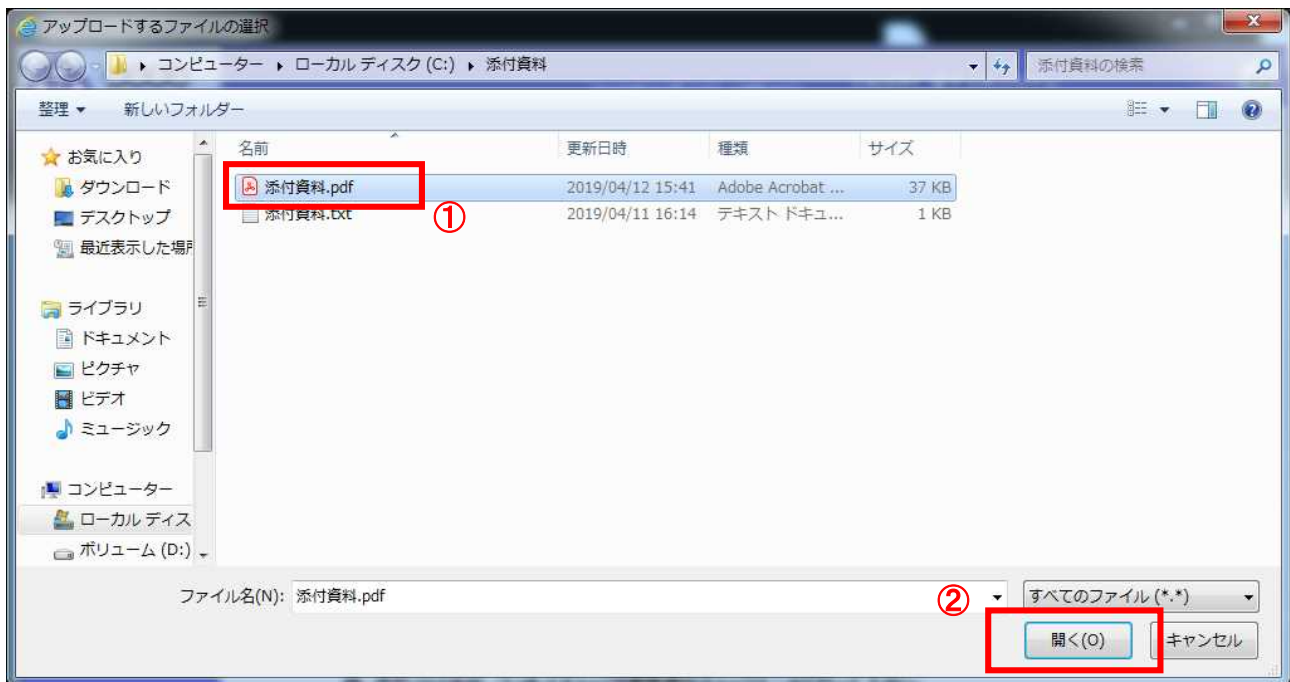 アップロードするファイルの選択
コンピューター ▸ ローカル ディスク (C:) ▸ 添付資料
添付資料の検索
整理 新しいフォルダー
名前 更新日時 種類 サイズ
添付資料.pdf 2019/04/12 15:41 Adobe Acrobat ... 37 KB
添付資料.txt 2019/04/11 16:14 テキスト ドキュ... 1 KB
①
お気に入り
ダウンロード
デスクトップ
最近表示した場所
ライブラリ
ドキュメント
ピクチャ
ビデオ
ミュージック
コンピューター
ローカル ディス
ボリューム (D:)
ファイル名(N): 添付資料.pdf
②
すべてのファイル (*.*)
開く(O) キャンセル